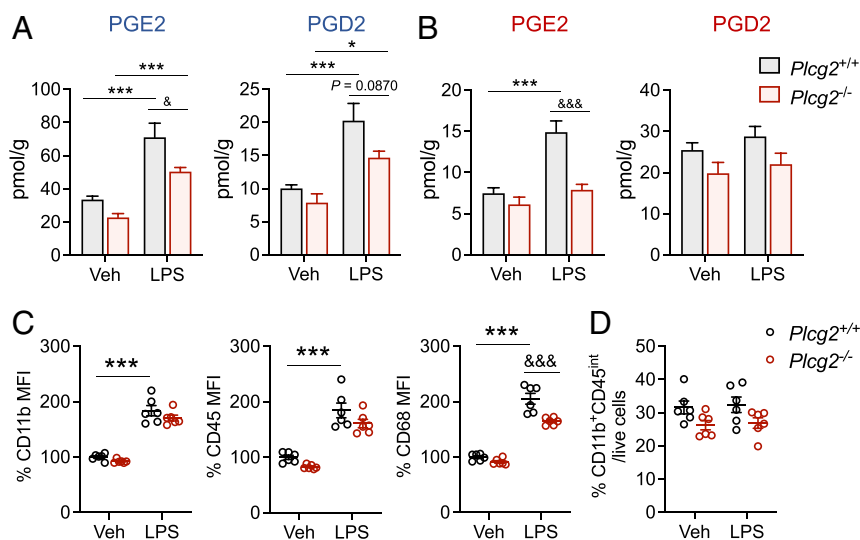 A
PGE2
PGD2
B
PGE2
PGD2
Plcg2+/+
Plcg2-/-
pmol/g
100
80
60
40
20
0
***
***
&
Veh
LPS
pmol/g
25
20
15
10
5
0
*
***
P = 0.0870
Veh
LPS
pmol/g
20
15
10
5
0
***
&&&
Veh
LPS
pmol/g
40
30
20
10
0
Veh
LPS
C
% CD11b MFI
300
200
100
0
***
Veh
LPS
% CD45 MFI
300
200
100
0
***
Veh
LPS
% CD68 MFI
300
200
100
0
***
&&&
Veh
LPS
D
Plcg2+/+
Plcg2-/-
% CD11b+CD45int
/live cells
50
40
30
20
10
0
Veh
LPS